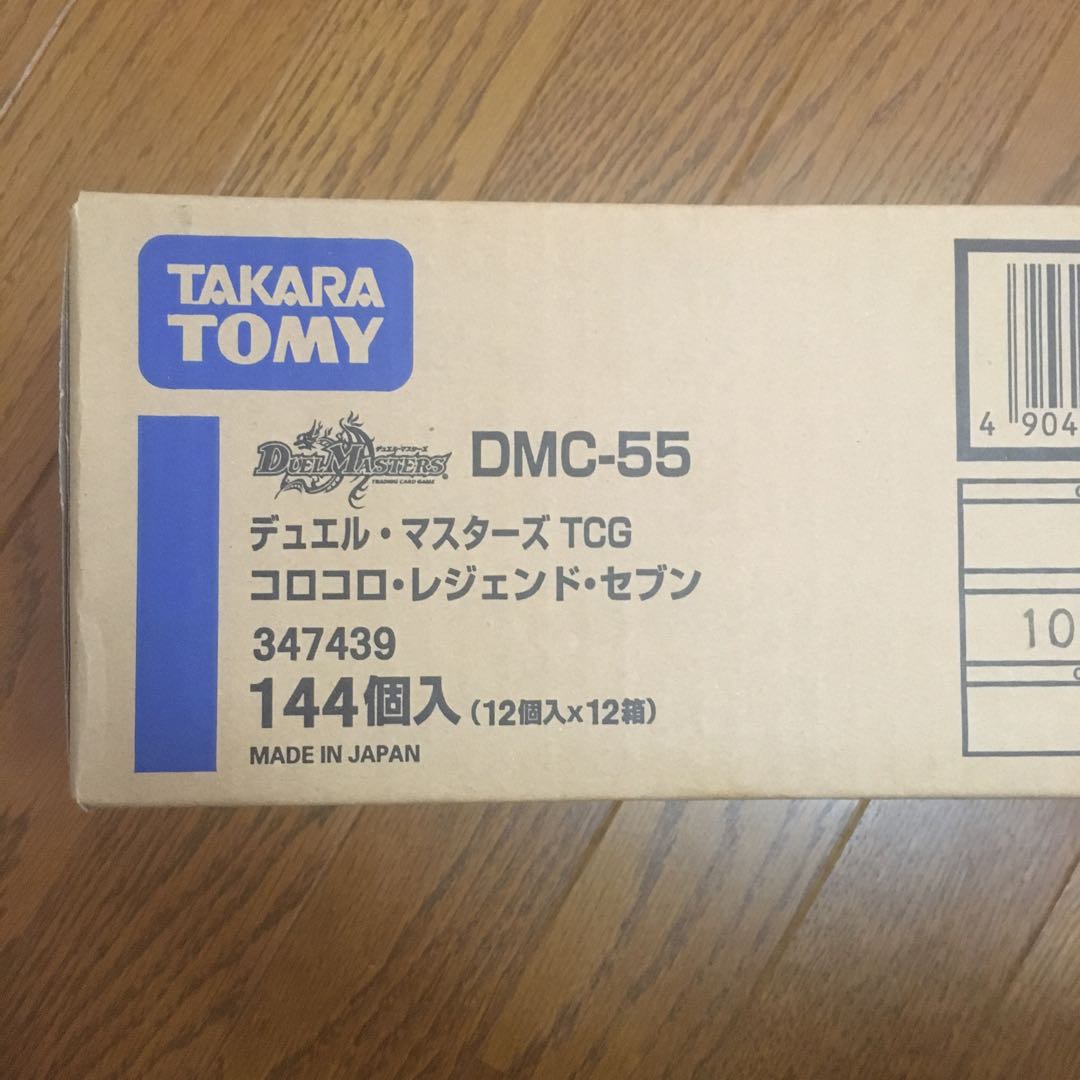 TAKARA
TOMY
デュエル・マスターズ
DUEL MASTERS
TRADING CARD GAME
DMC-55
デュエル・マスターズ TCG
コロコロ・レジェンド・セブン
347439
144個入 (12個入x12箱)
MADE IN JAPAN
4 904
10